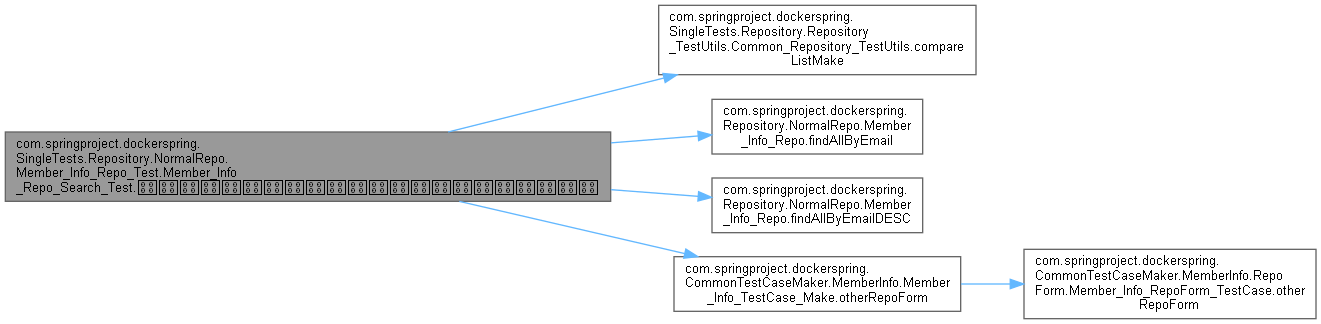 com.springproject.dockerspring.
SingleTests.Repository.Repository
_TestUtils.Common_Repository_TestUtils.compare
ListMake
com.springproject.dockerspring.
SingleTests.Repository.NormalRepo.
Member_Info_Repo_Test.Member_Info
_Repo_Search_Test.
com.springproject.dockerspring.
Repository.NormalRepo.Member
_Info_Repo.findAllByEmail
com.springproject.dockerspring.
Repository.NormalRepo.Member
_Info_Repo.findAllByEmailDESC
com.springproject.dockerspring.
CommonTestCaseMaker.MemberInfo.Member
_Info_TestCase_Make.otherRepoForm
com.springproject.dockerspring.
CommonTestCaseMaker.MemberInfo.Repo
Form.Member_Info_RepoForm_TestCase.other
RepoForm